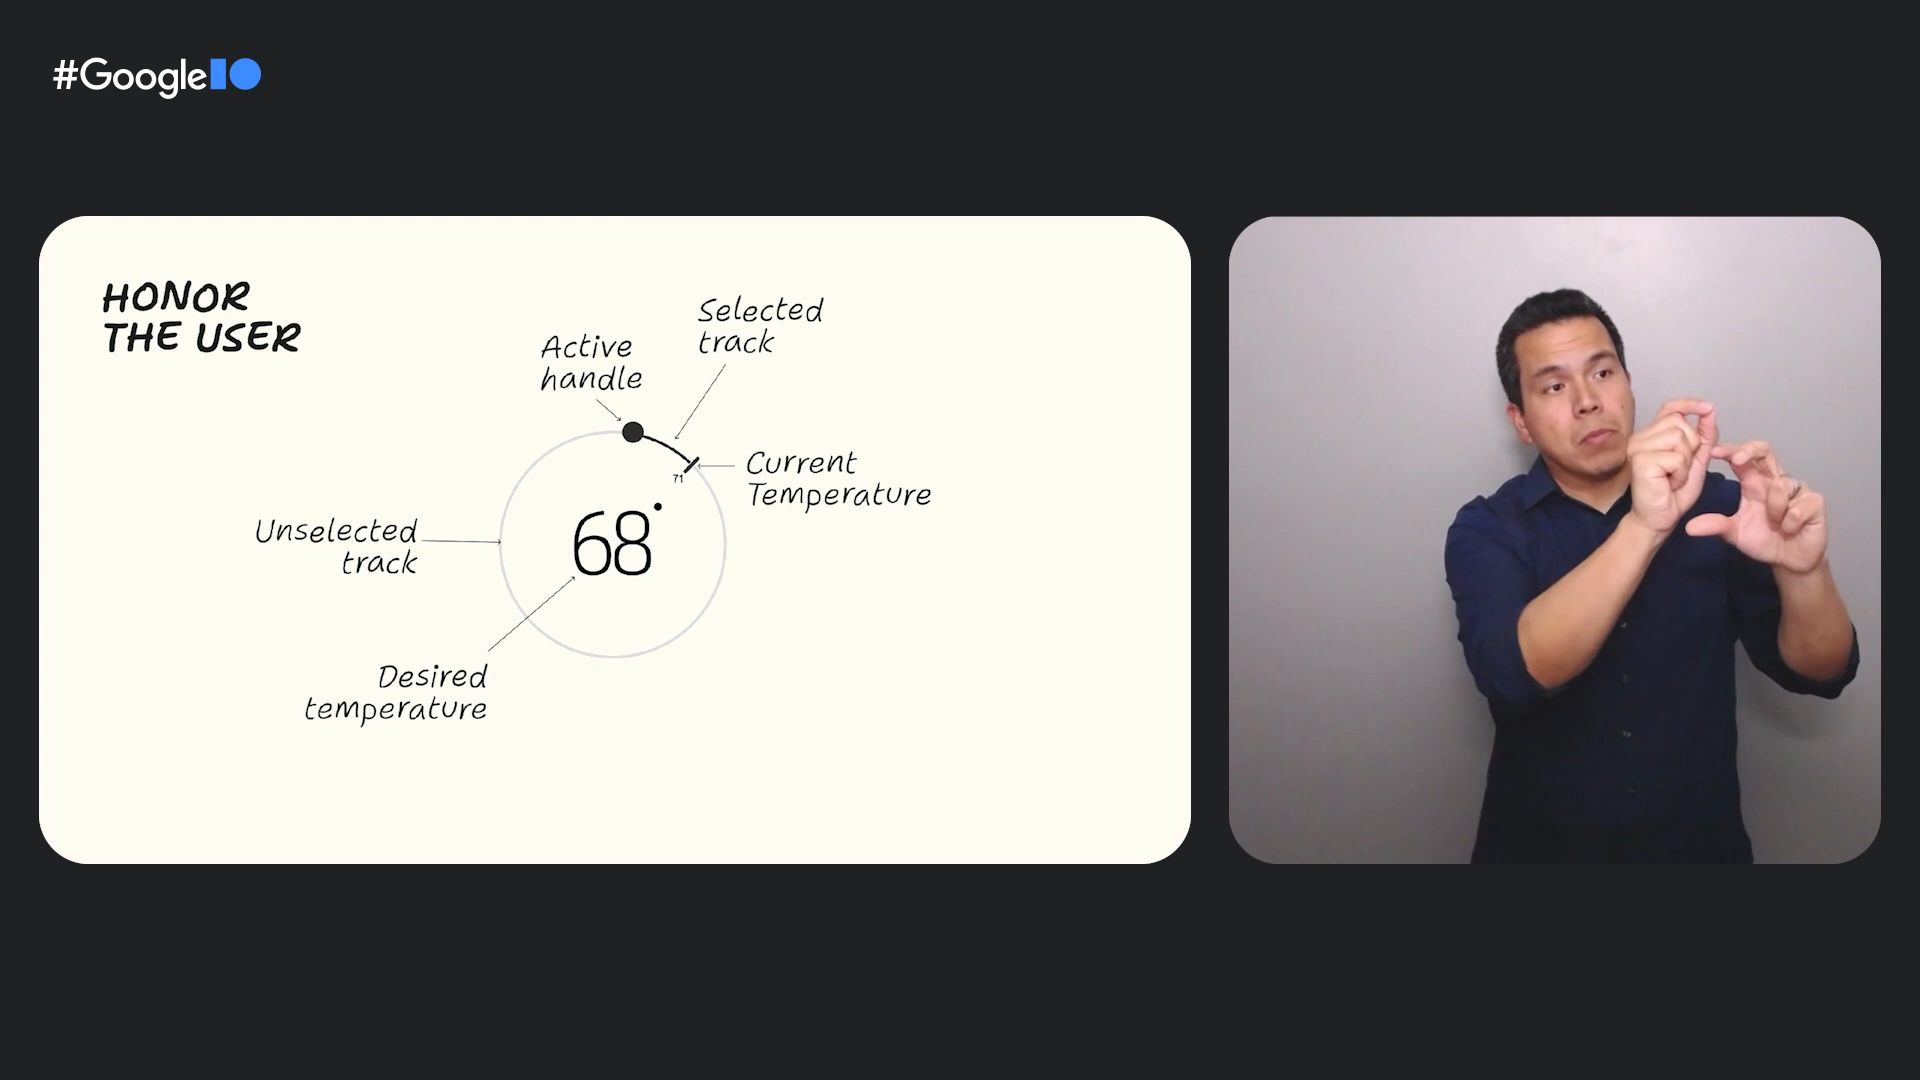 #GoogleIO
HONOR
THE USER
Selected
track
Active
handle
Current
Temperature
71
68°
Unselected
track
Desired
temperature